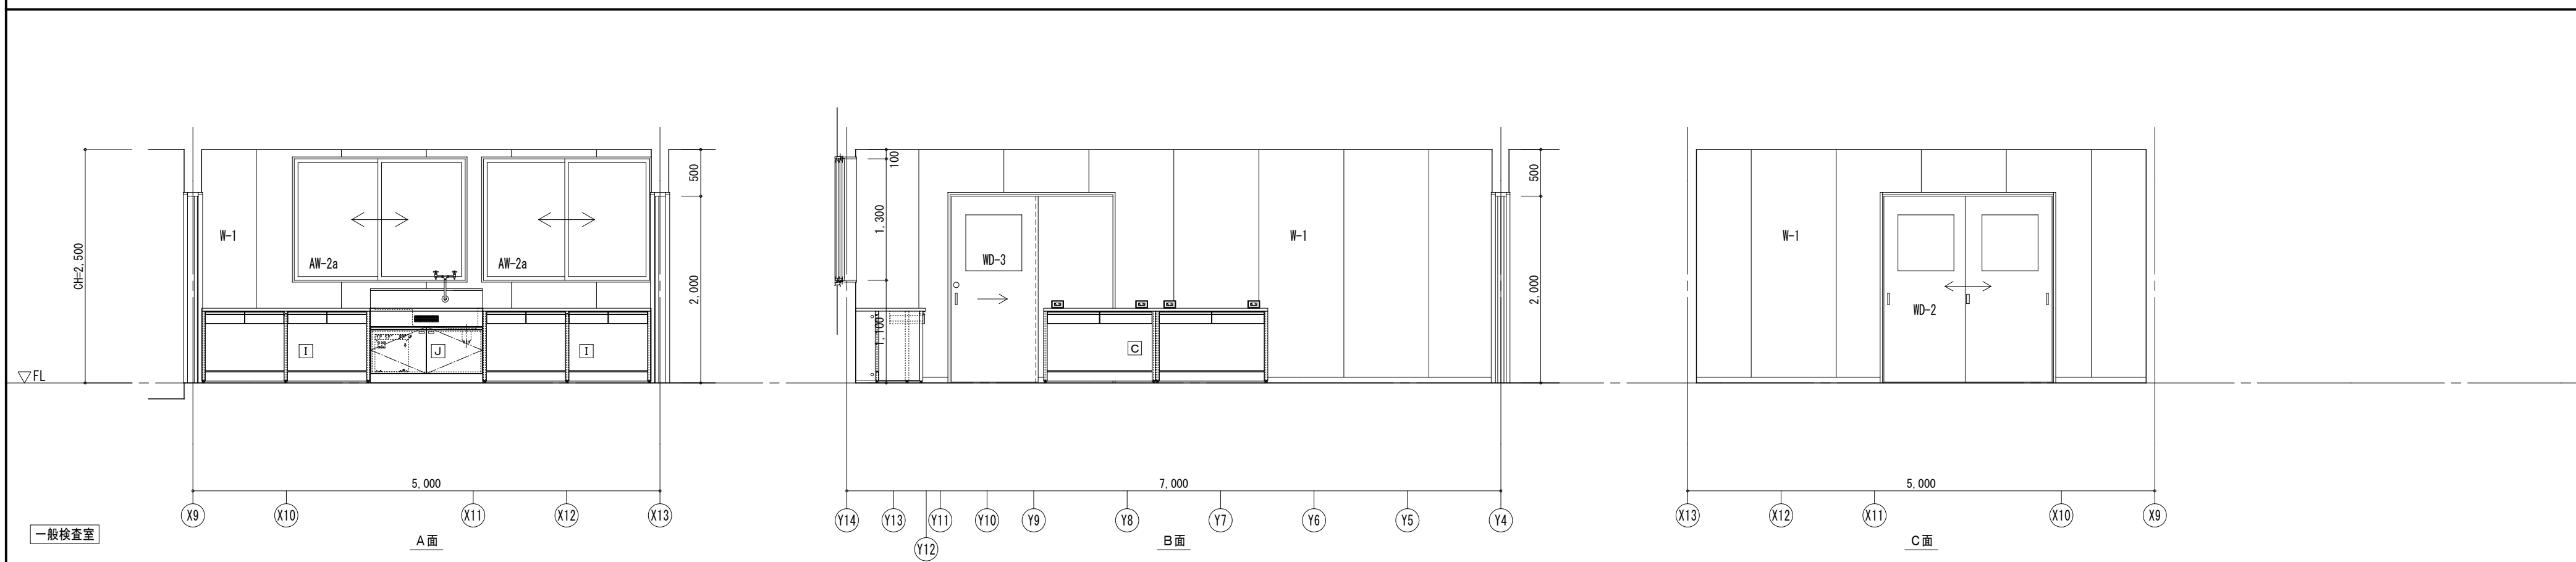 CH=2,500
▽FL
W-1
AW-2a
AW-2a
I
J
I
500
2,000
5,000
X9
X10
X11
X12
X13
A面
一般検査室
100
1,300
1,100
WD-3
C
W-1
500
2,000
7,000
Y14
Y13
Y12
Y11
Y10
Y9
Y8
Y7
Y6
Y5
Y4
B面
W-1
WD-2
5,000
X13
X12
X11
X10
X9
C面